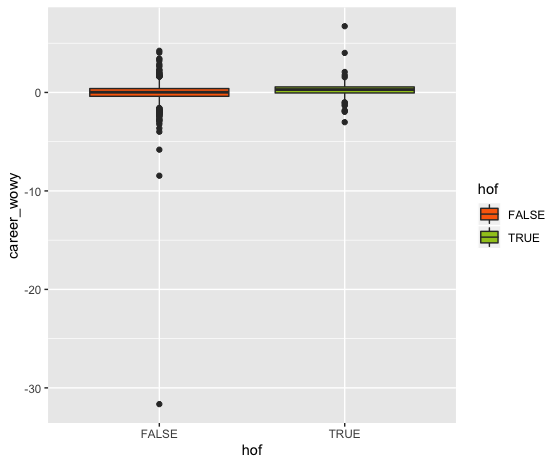 career_wowy
0
-10
-20
-30
FALSE TRUE
hof
hof
FALSE
TRUE